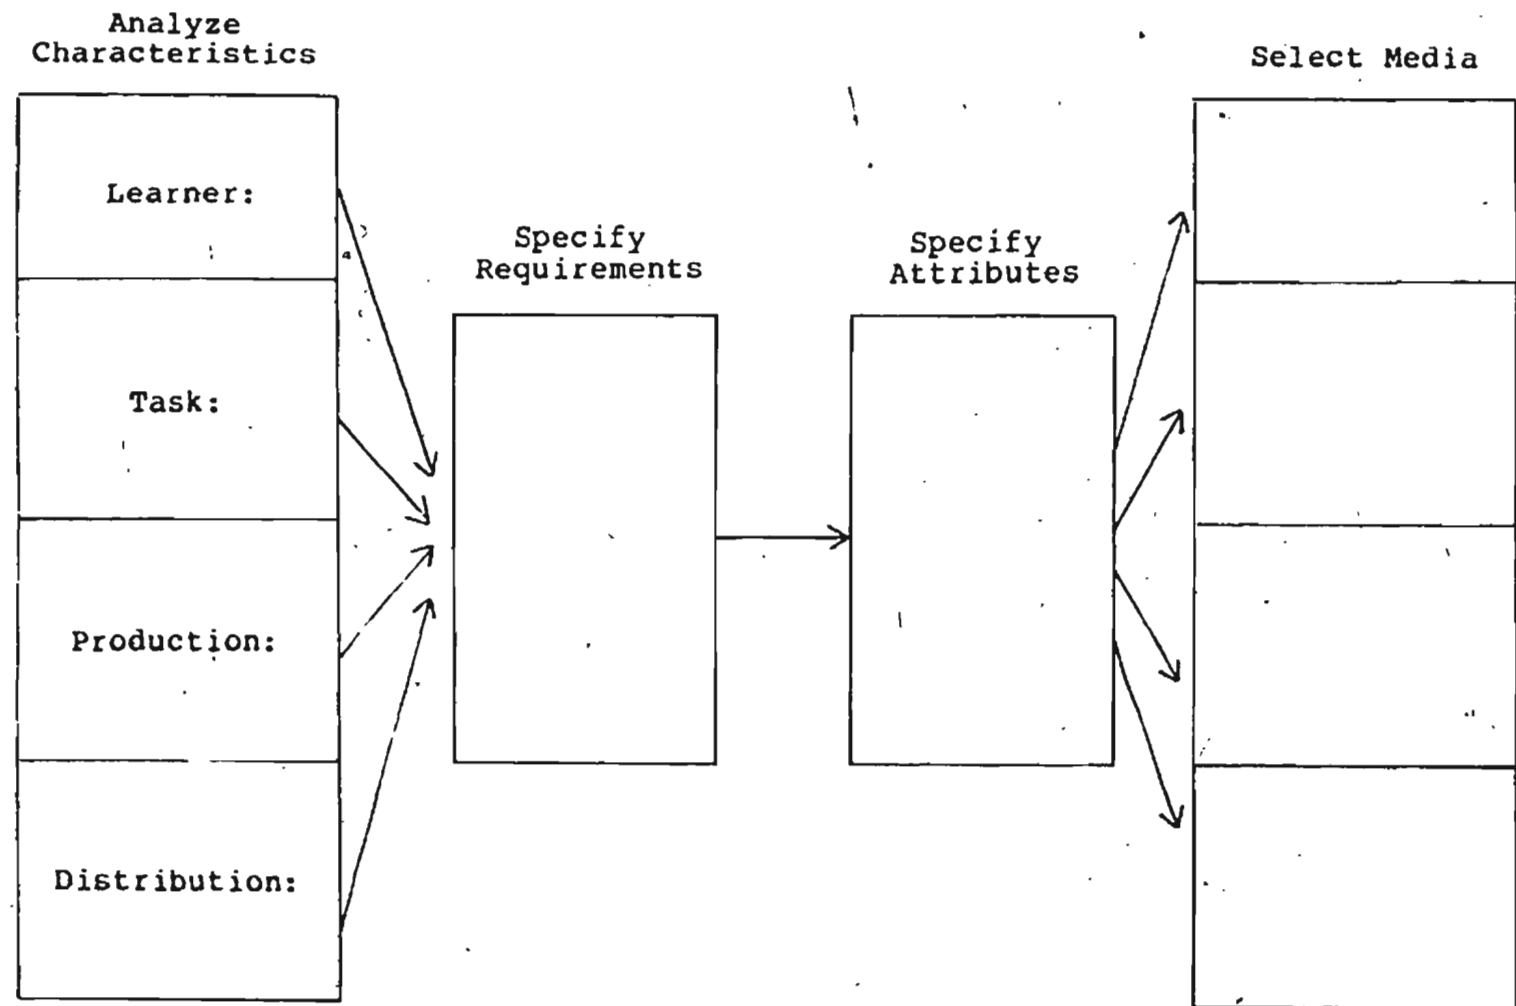 Analyze
Characteristics
Select Media
Learner:
Specify
Requirements
Specify
Attributes
Task:
Production:
Distribution: